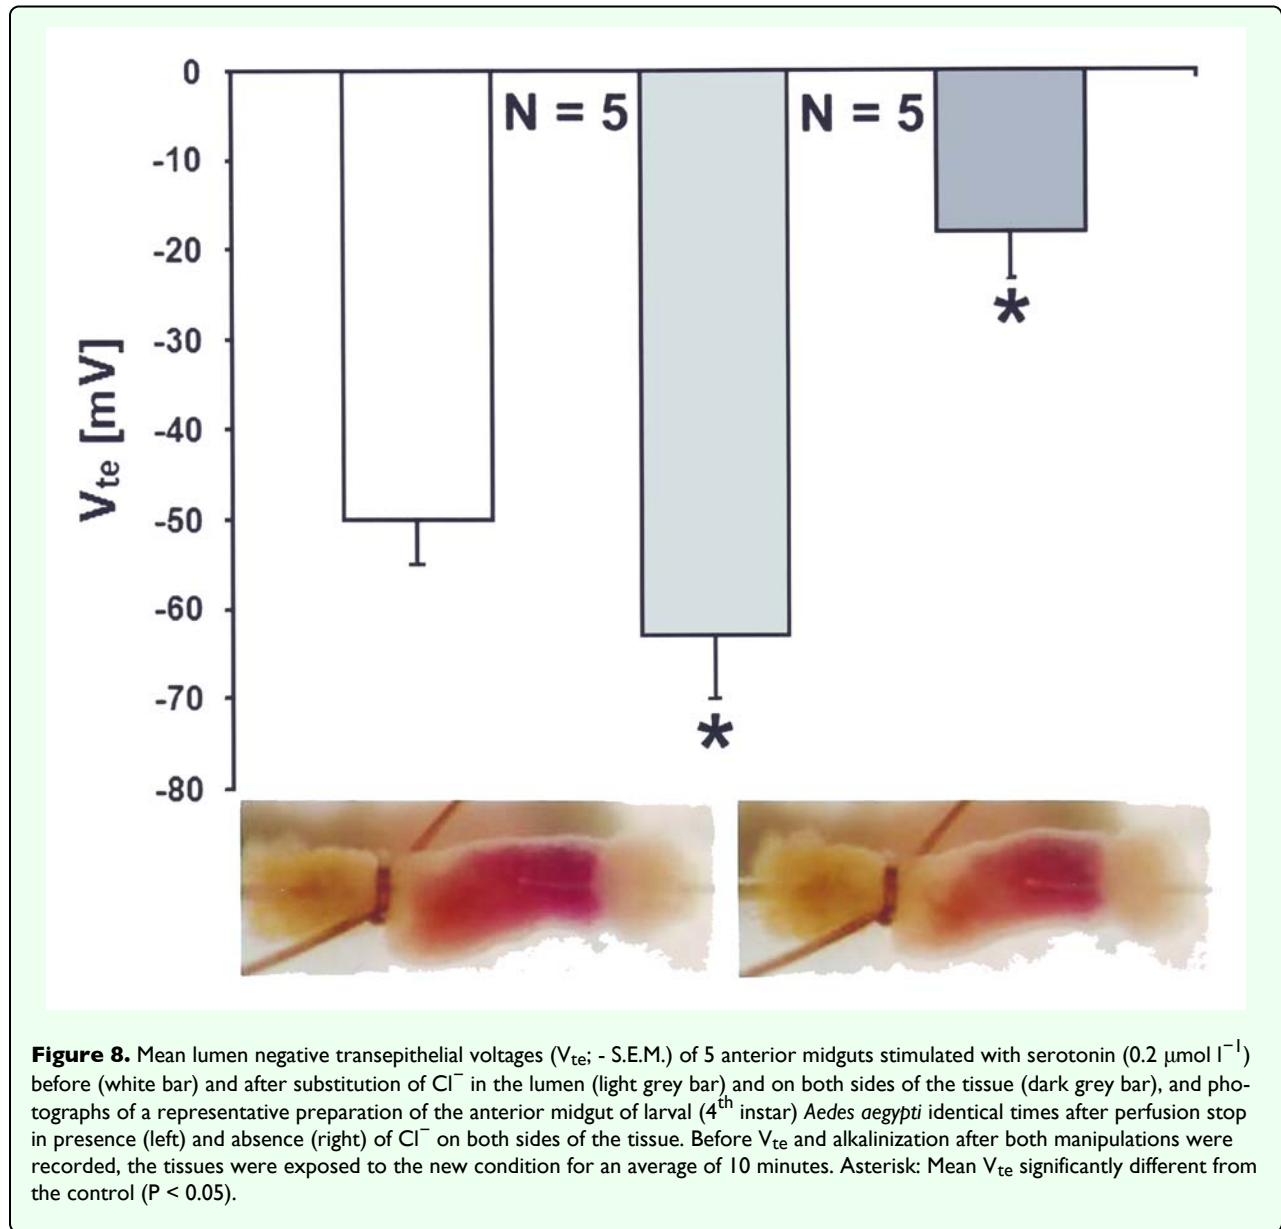 0
N = 5 N = 5
-10
-20
-30
-40
-50
-60
-70
-80
Vte [mV]
*
*
Figure 8. Mean lumen negative transepithelial voltages (Vte; - S.E.M.) of 5 anterior midguts stimulated with serotonin (0.2 μmol l−1)
before (white bar) and after substitution of Cl− in the lumen (light grey bar) and on both sides of the tissue (dark grey bar), and pho-
tographs of a representative preparation of the anterior midgut of larval (4th instar) Aedes aegypti identical times after perfusion stop
in presence (left) and absence (right) of Cl− on both sides of the tissue. Before Vte and alkalinization after both manipulations were
recorded, the tissues were exposed to the new condition for an average of 10 minutes. Asterisk: Mean Vte significantly different from
the control (P < 0.05).